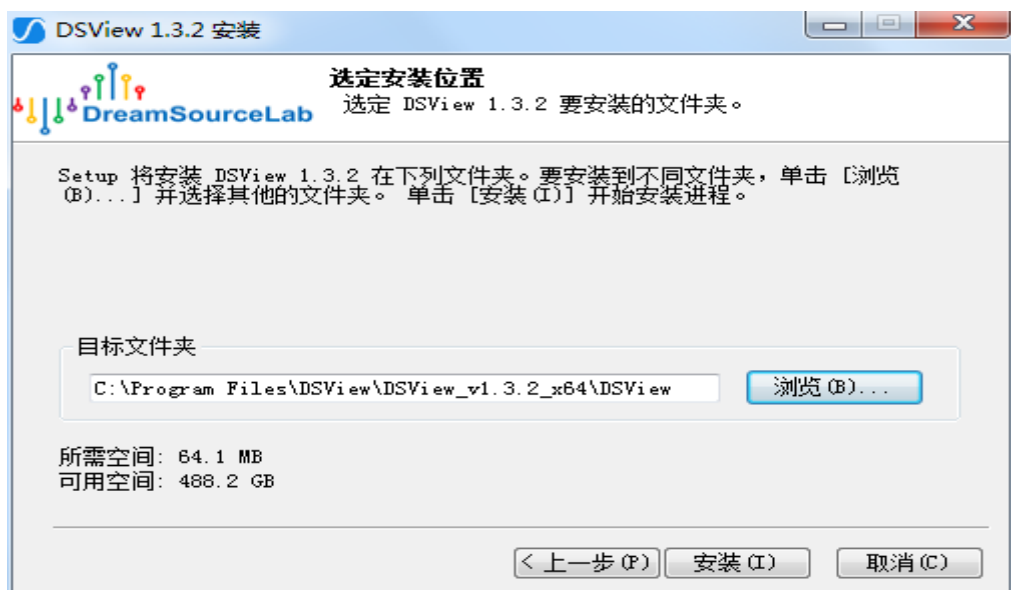 DSView 1.3.2 安装
DreamSourceLab
选定安装位置
选定 DSView 1.3.2 要安装的文件夹。
Setup 将安装 DSView 1.3.2 在下列文件夹。要安装到不同文件夹，单击 [浏览
(B)...] 并选择其他的文件夹。 单击 [安装(I)] 开始安装进程。
目标文件夹
C:\Program Files\DSView\DSView_v1.3.2_x64\DSView
浏览(B)...
所需空间: 64.1 MB
可用空间: 488.2 GB
< 上一步(P)
安装(I)
取消(C)